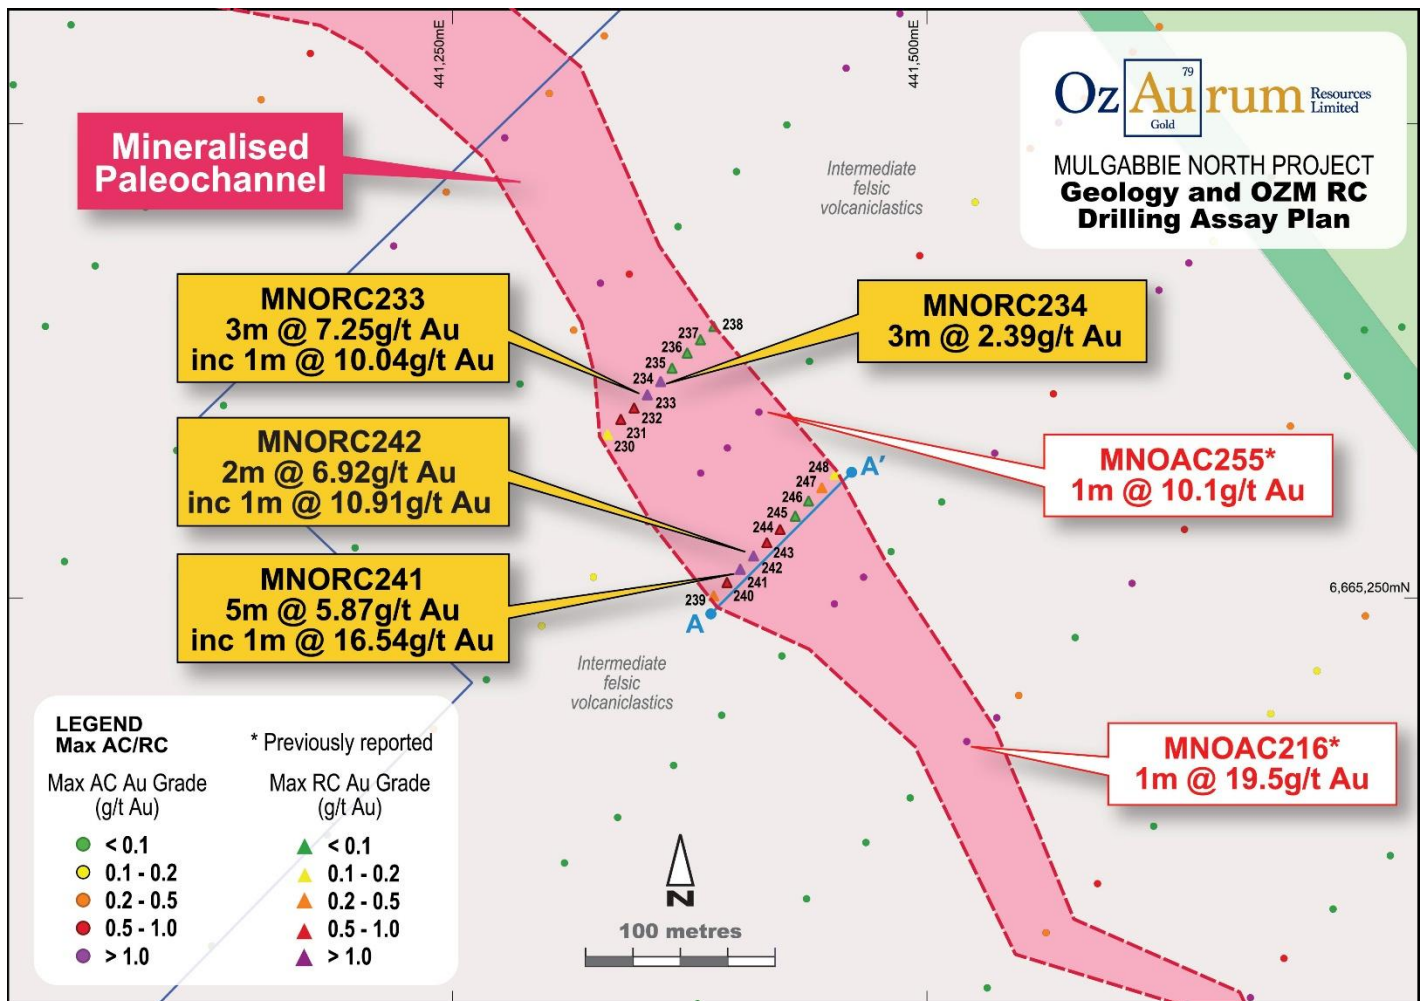 441,250mE
441,500mE
79
OzAurum Resources
Limited
Gold
MULGABBIE NORTH PROJECT
Geology and OZM RC
Drilling Assay Plan
Mineralised
Paleochannel
Intermediate
felsic
volcaniclastics
MNORC233
3m @ 7.25g/t Au
inc 1m @ 10.04g/t Au
MNORC234
3m @ 2.39g/t Au
238
237
236
235
234
233
232
231
230
MNORC242
2m @ 6.92g/t Au
inc 1m @ 10.91g/t Au
MNOAC255*
1m @ 10.1g/t Au
A'
248
247
246
245
244
243
242
241
240
239
A
MNORC241
5m @ 5.87g/t Au
inc 1m @ 16.54g/t Au
6,665,250mN
Intermediate
felsic
volcaniclastics
MNOAC216*
1m @ 19.5g/t Au
LEGEND
Max AC/RC
* Previously reported
Max AC Au Grade
(g/t Au)
< 0.1
0.1 - 0.2
0.2 - 0.5
0.5 - 1.0
> 1.0
Max RC Au Grade
(g/t Au)
< 0.1
0.1 - 0.2
0.2 - 0.5
0.5 - 1.0
> 1.0
N
100 metres